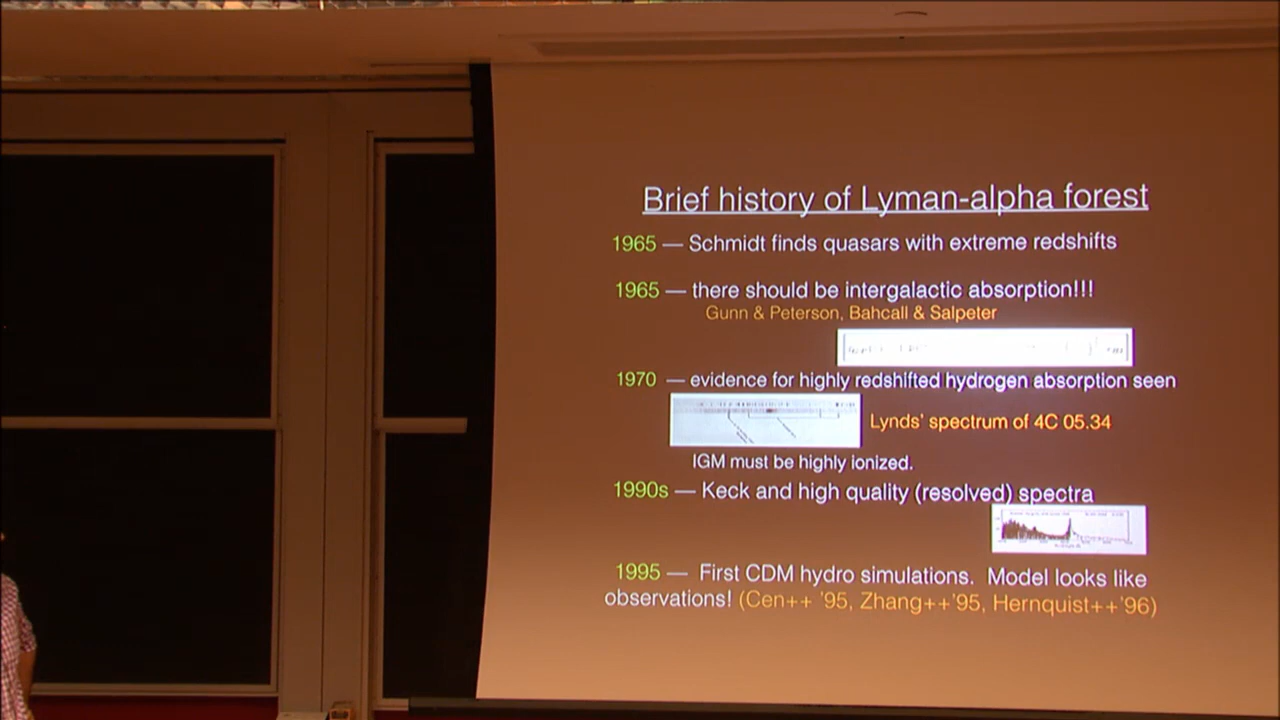 Brief history of Lyman-alpha forest
1965 — Schmidt finds quasars with extreme redshifts
1965 — there should be intergalactic absorption!!!
Gunn & Peterson, Bahcall & Salpeter
1970 — evidence for highly redshifted hydrogen absorption seen
Lynds' spectrum of 4C 05.34
IGM must be highly ionized.
1990s — Keck and high quality (resolved) spectra
1995 — First CDM hydro simulations. Model looks like
observations! (Cen++ '95, Zhang++'95, Hernquist++'96)